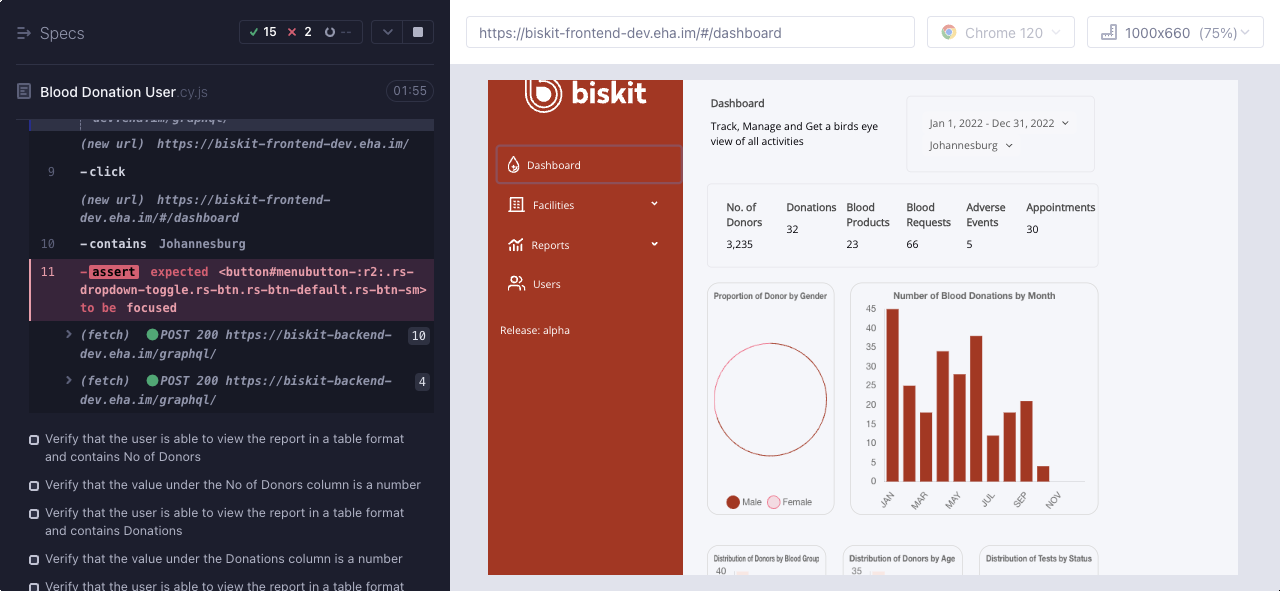 Specs
15
2
--
Blood Donation User.cy.js
01:55
dev.eha.im/graphql/
(new url) https://biskit-frontend-dev.eha.im/
9 -click
(new url) https://biskit-frontend-
dev.eha.im/#/dashboard
10 -contains Johannesburg
11 -assert expected <button#menubutton-:r2:.rs-
dropdown-toggle.rs-btn.rs-btn-default.rs-btn-sm>
to be focused
(fetch) POST 200 https://biskit-backend-
dev.eha.im/graphql/
10
(fetch) POST 200 https://biskit-backend-
dev.eha.im/graphql/
4
Verify that the user is able to view the report in a table format
and contains No of Donors
Verify that the value under the No of Donors column is a number
Verify that the user is able to view the report in a table format
and contains Donations
Verify that the value under the Donations column is a number
Verify that the user is able to view the report in a table format
https://biskit-frontend-dev.eha.im/#/dashboard
Chrome 120
1000x660 (75%)
biskit
Dashboard
Facilities
Reports
Users
Release: alpha
Dashboard
Track, Manage and Get a birds eye
view of all activities
Jan 1, 2022 - Dec 31, 2022
Johannesburg
No. of
Donors
3,235
Donations
32
Blood
Products
23
Blood
Requests
66
Adverse
Events
5
Appointments
30
Proportion of Donor by Gender
Male
Female
Number of Blood Donations by Month
45
40
35
30
25
20
15
10
5
0
JAN
MAR
MAY
JUL
SEP
NOV
Distribution of Donors by Blood Group
40
Distribution of Donors by Age
35
Distribution of Tests by Status